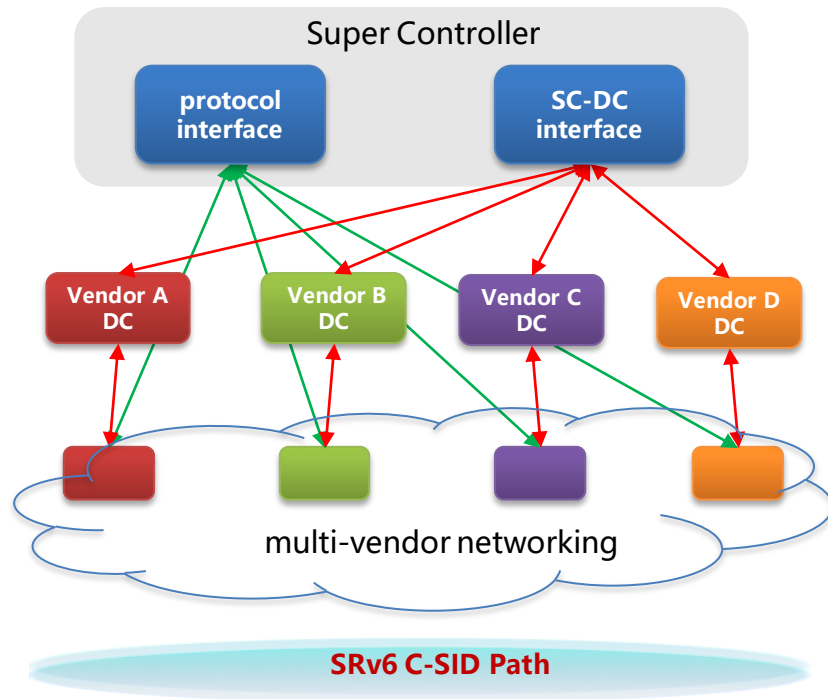 Super Controller
protocol
interface
SC-DC
interface
Vendor A
DC
Vendor B
DC
Vendor C
DC
Vendor D
DC
multi-vendor networking
SRv6 C-SID Path